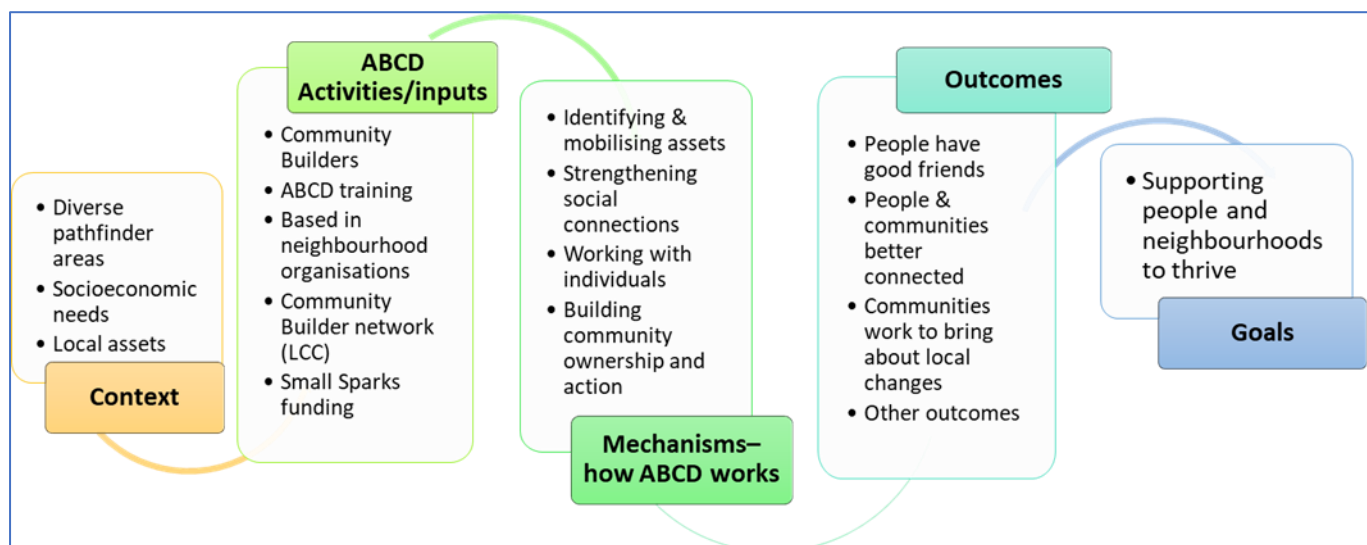 • Diverse
pathfinder
areas
• Socioeconomic
needs
• Local assets
Context
ABCD
Activities/inputs
• Community
Builders
• ABCD training
• Based in
neighbourhood
organisations
• Community
Builder network
(LCC)
• Small Sparks
funding
• Identifying &
mobilising assets
• Strengthening
social
connections
• Working with
individuals
• Building
community
ownership and
action
Mechanisms–
how ABCD works
Outcomes
• People have
good friends
• People &
communities
better
connected
• Communities
work to bring
about local
changes
• Other outcomes
• Supporting
people and
neighbourhoods
to thrive
Goals